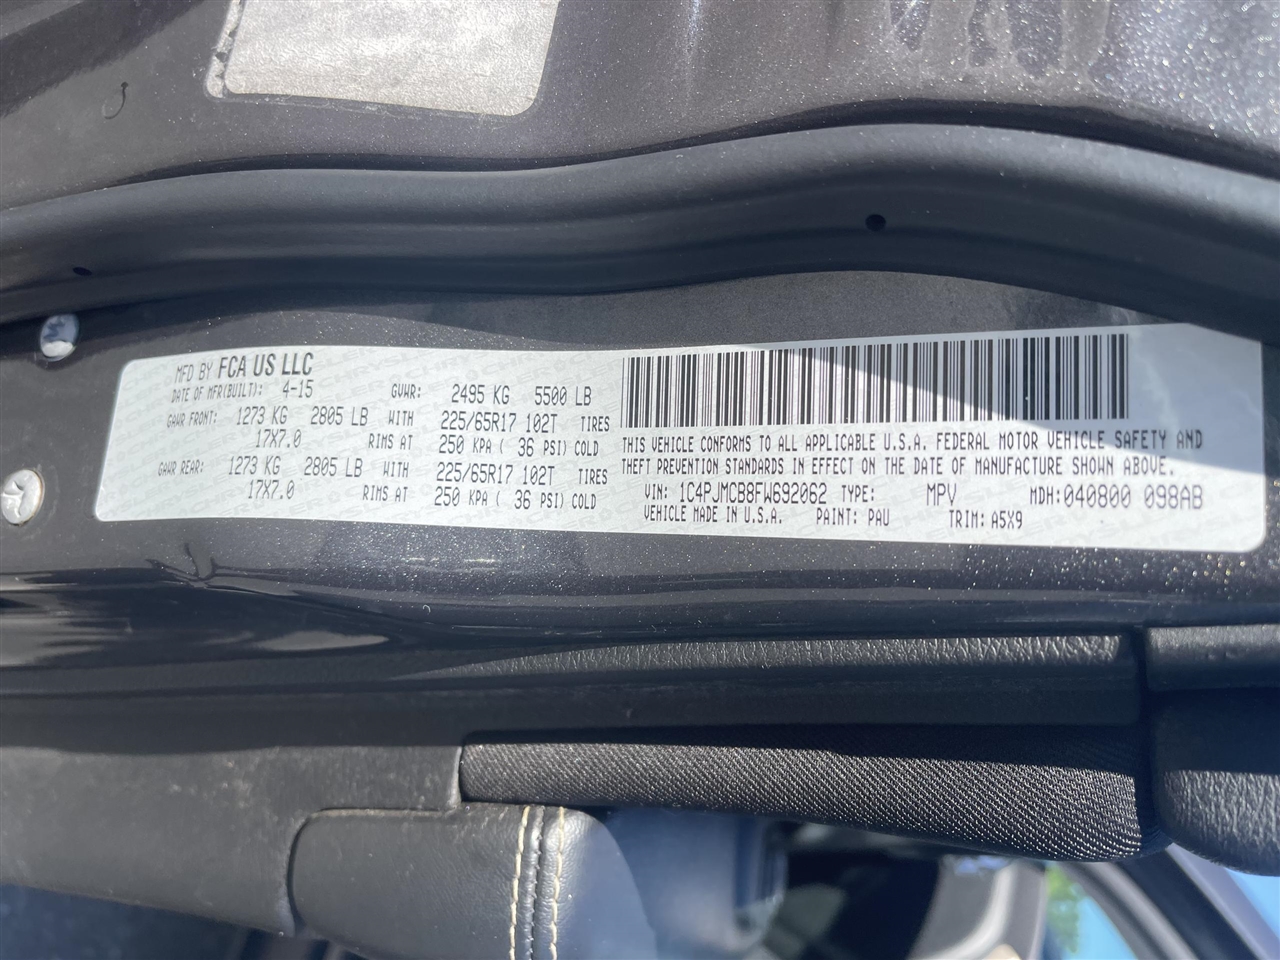 MFD BY FCA US LLC
DATE OF MFR(BUILT): 4-15 GVWR: 2495 KG 5500 LB
GAWR FRONT: 1273 KG 2805 LB WITH 225/65R17 102T TIRES
17X7.0 RIMS AT 250 KPA ( 36 PSI) COLD
GAWR REAR: 1273 KG 2805 LB WITH 225/65R17 102T TIRES
17X7.0 RIMS AT 250 KPA ( 36 PSI) COLD
THIS VEHICLE CONFORMS TO ALL APPLICABLE U.S.A. FEDERAL MOTOR VEHICLE SAFETY AND
THEFT PREVENTION STANDARDS IN EFFECT ON THE DATE OF MANUFACTURE SHOWN ABOVE.
VIN: 1C4PJMCB8FW692062 TYPE: MPV MDH: 040800 098AB
VEHICLE MADE IN U.S.A. PAINT: PAU TRIM: A5X9